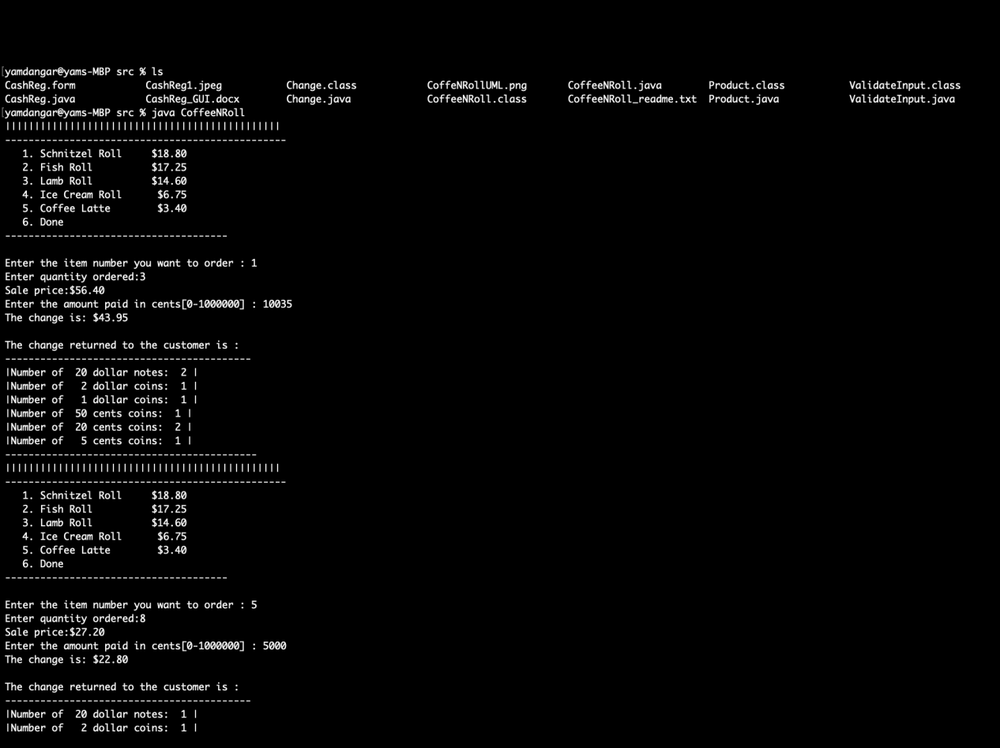 [yamdangar@yams-MBP src % ls
CashReg.form CashReg1.jpeg Change.class CoffeNRollUML.png CoffeeNRoll.java Product.class ValidateInput.class
CashReg.java CashReg_GUI.docx Change.java CoffeeNRoll.class CoffeeNRoll_readme.txt Product.java ValidateInput.java
[yamdangar@yams-MBP src % java CoffeeNRoll
|||||||||||||||||||||||||||||||||||||||||||||||
------------------------------------------------
1. Schnitzel Roll $18.80
2. Fish Roll $17.25
3. Lamb Roll $14.60
4. Ice Cream Roll $6.75
5. Coffee Latte $3.40
6. Done
--------------------------------------
Enter the item number you want to order : 1
Enter quantity ordered:3
Sale price:$56.40
Enter the amount paid in cents[0-1000000] : 10035
The change is: $43.95
The change returned to the customer is :
------------------------------------------
|Number of 20 dollar notes: 2 |
|Number of 2 dollar coins: 1 |
|Number of 1 dollar coins: 1 |
|Number of 50 cents coins: 1 |
|Number of 20 cents coins: 2 |
|Number of 5 cents coins: 1 |
-------------------------------------------
|||||||||||||||||||||||||||||||||||||||||||||||
------------------------------------------------
1. Schnitzel Roll $18.80
2. Fish Roll $17.25
3. Lamb Roll $14.60
4. Ice Cream Roll $6.75
5. Coffee Latte $3.40
6. Done
--------------------------------------
Enter the item number you want to order : 5
Enter quantity ordered:8
Sale price:$27.20
Enter the amount paid in cents[0-1000000] : 5000
The change is: $22.80
The change returned to the customer is :
------------------------------------------
|Number of 20 dollar notes: 1 |
|Number of 2 dollar coins: 1 |